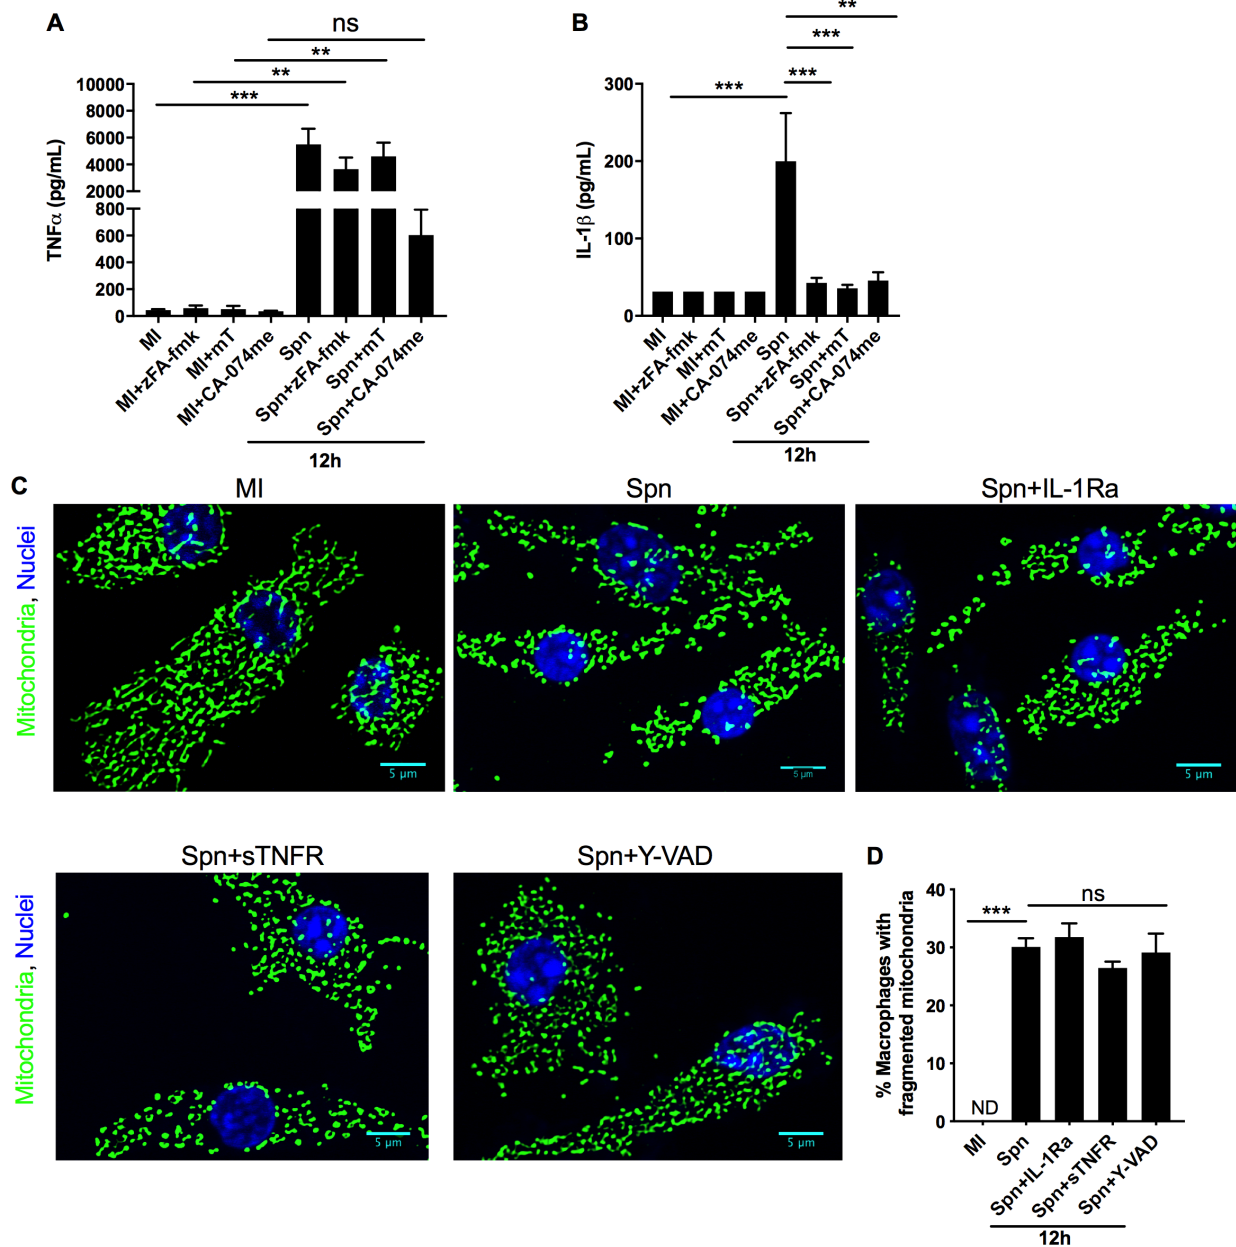 A
ns
**
**
***
10000
8000
6000
4000
2000
800
600
400
200
0
TNFα (pg/mL)
MI
MI+zFA-fmk
MI+mT
MI+CA-074me
Spn
Spn+zFA-fmk
Spn+mT
Spn+CA-074me
12h
B
**
***
***
***
300
200
100
0
IL-1β (pg/mL)
MI
MI+zFA-fmk
MI+mT
MI+CA-074me
Spn
Spn+zFA-fmk
Spn+mT
Spn+CA-074me
12h
C
MI
Spn
Spn+IL-1Ra
Mitochondria, Nuclei
5 µm
5 µm
5 µm
Spn+sTNFR
Spn+Y-VAD
Mitochondria, Nuclei
5 µm
5 µm
D
40
30
20
10
0
% Macrophages with
fragmented mitochondria
***
ns
ND
MI
Spn
Spn+IL-1Ra
Spn+sTNFR
Spn+Y-VAD
12h